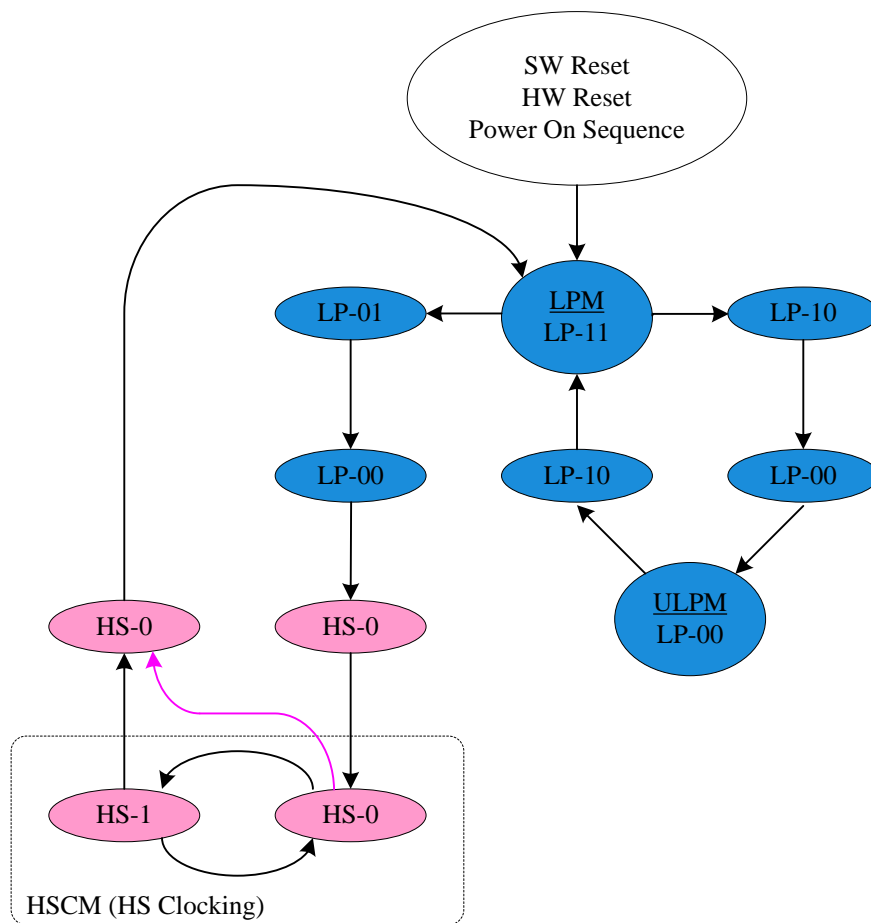 SW Reset
HW Reset
Power On Sequence
LP-01
LPM
LP-11
LP-10
LP-00
LP-10
LP-00
ULPM
LP-00
HS-0
HS-0
HS-1
HS-0
HSCM (HS Clocking)